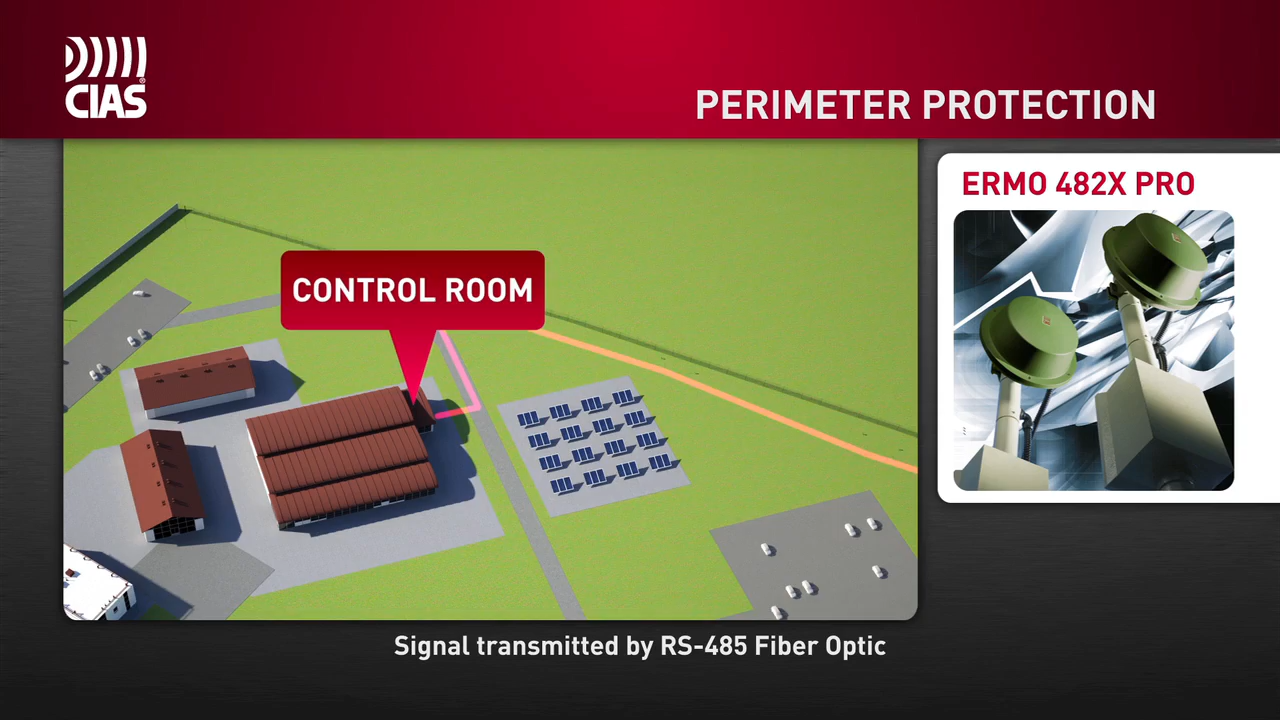 CIAS
PERIMETER PROTECTION
ERMO 482X PRO
CONTROL ROOM
Signal transmitted by RS-485 Fiber Optic